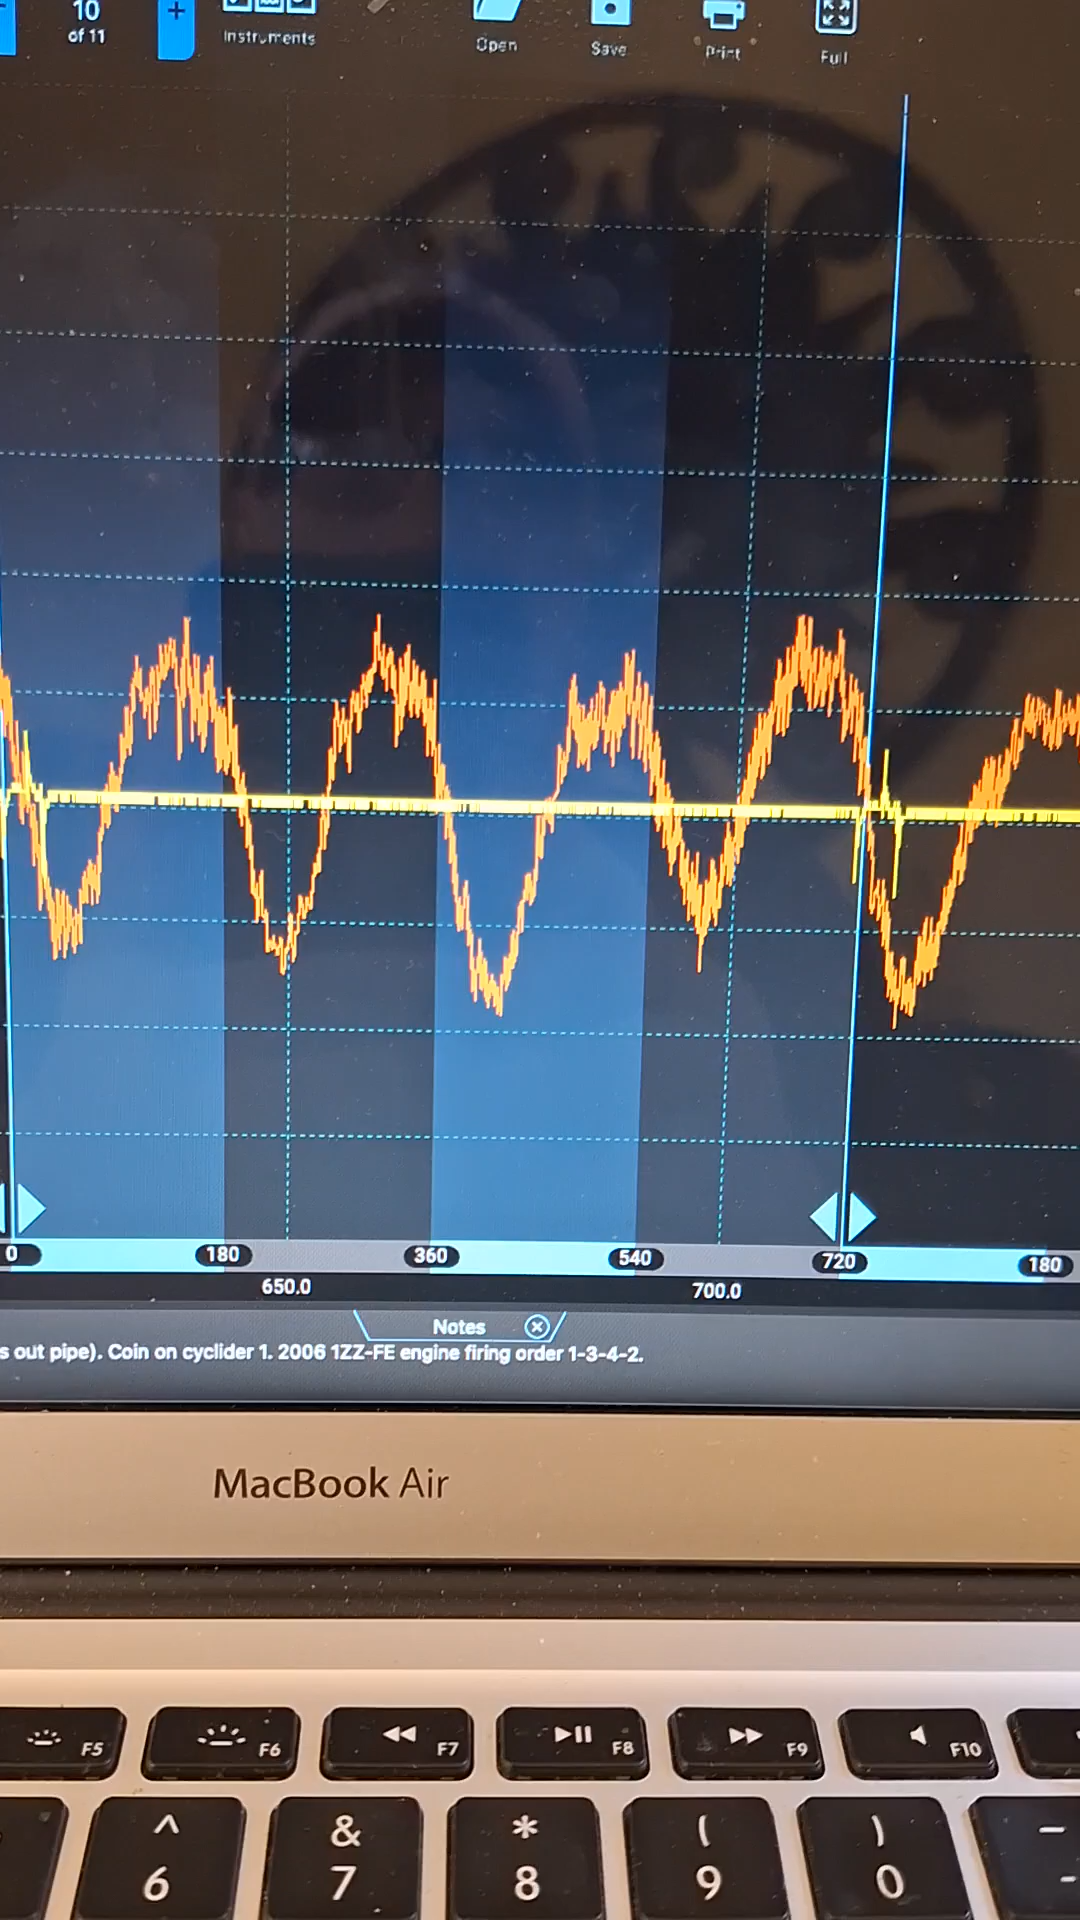 10
of 11
+
Instruments
Open
Save
Print
Full
0 180 360 540 720 180
650.0 700.0
Notes
s out pipe). Coin on cyclider 1. 2006 1ZZ-FE engine firing order 1-3-4-2.
MacBook Air
F5 F6 F7 F8 F9 F10
^ & * ( ) —
6 7 8 9 0 -